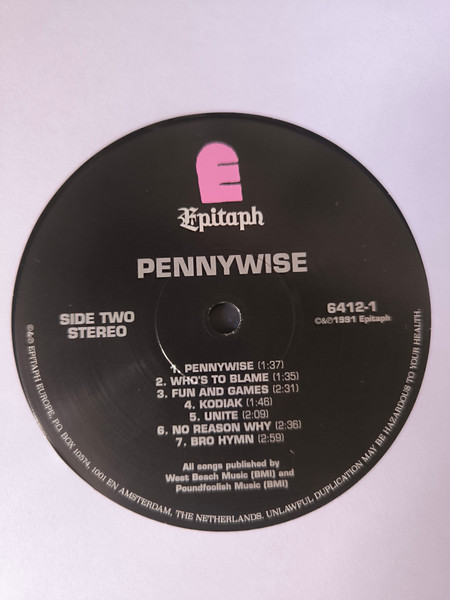 E
Epitaph
PENNYWISE
SIDE TWO
STEREO
6412-1
©&℗1991 Epitaph
1. PENNYWISE (1:37)
2. WHO'S TO BLAME (1:35)
3. FUN AND GAMES (2:31)
4. KODIAK (1:46)
5. UNITE (2:09)
6. NO REASON WHY (2:36)
7. BRO HYMN (2:59)
All songs published by
West Beach Music (BMI) and
Poundfoolish Music (BMI)
©&℗ EPITAPH EUROPE, P.O. BOX 10574, 1001 EN AMSTERDAM, THE NETHERLANDS. UNLAWFUL DUPLICATION MAY BE HAZARDOUS TO YOUR HEALTH.